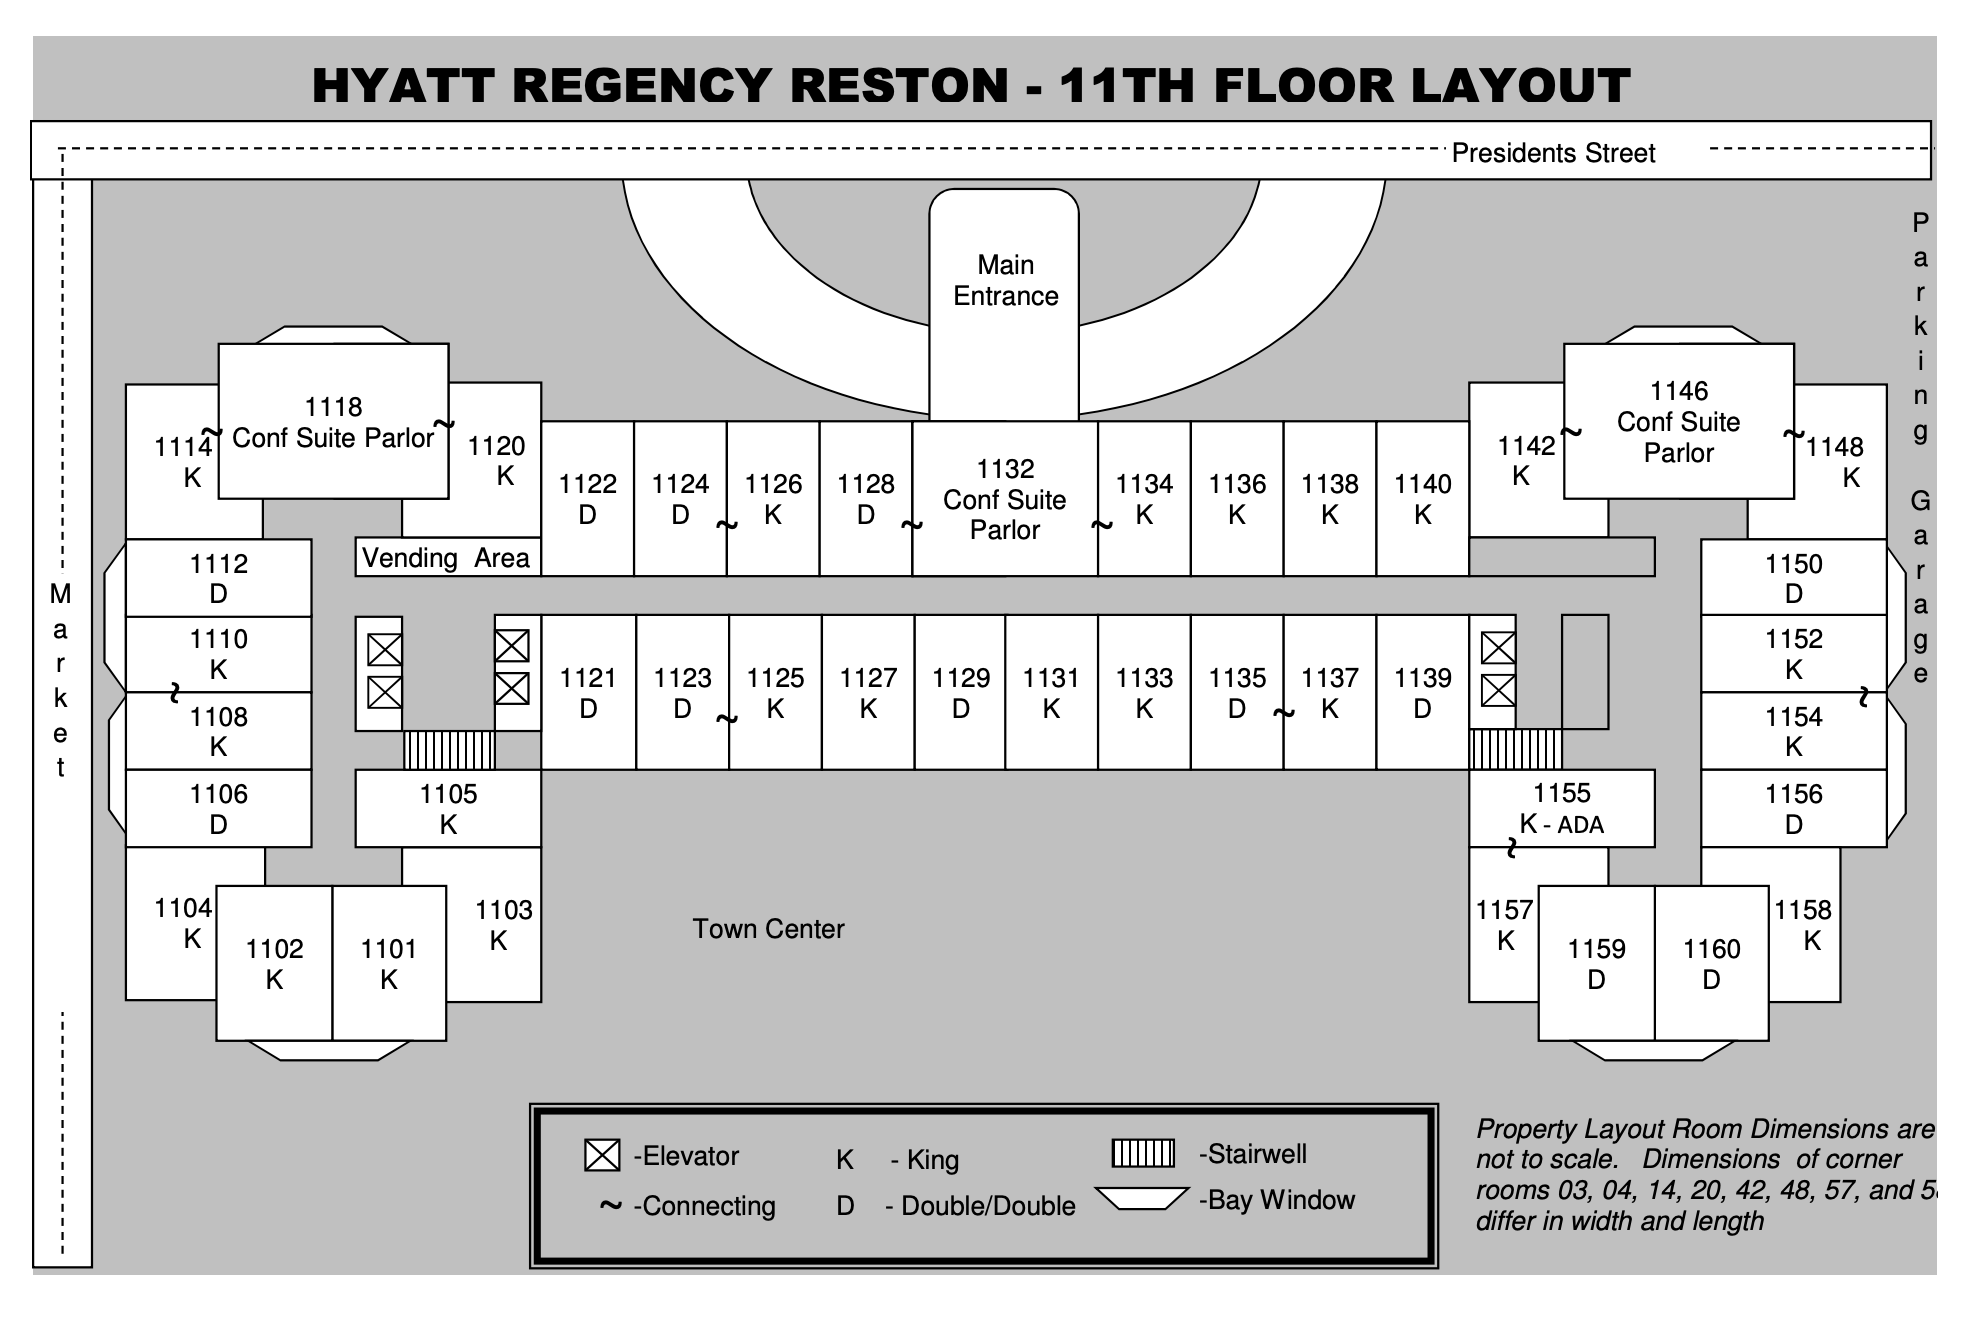 HYATT REGENCY RESTON - 11TH FLOOR LAYOUT
Presidents Street
Parking Garage
Market
Main
Entrance
1118
Conf Suite Parlor
1114
K
1120
K
1122
D
1124
D
1126
K
1128
D
1132
Conf Suite
Parlor
1134
K
1136
K
1138
K
1140
K
1142
K
1146
Conf Suite
Parlor
1148
K
Vending Area
1112
D
1110
K
1108
K
1106
D
1105
K
1104
K
1102
K
1101
K
1103
K
1121
D
1123
D
1125
K
1127
K
1129
D
1131
K
1133
K
1135
D
1137
K
1139
D
1150
D
1152
K
1154
K
1156
D
1155
K - ADA
1157
K
1159
D
1160
D
1158
K
Town Center
-Elevator
K - King
-Stairwell
~ -Connecting
D - Double/Double
-Bay Window
Property Layout Room Dimensions are
not to scale. Dimensions of corner
rooms 03, 04, 14, 20, 42, 48, 57, and
differ in width and length